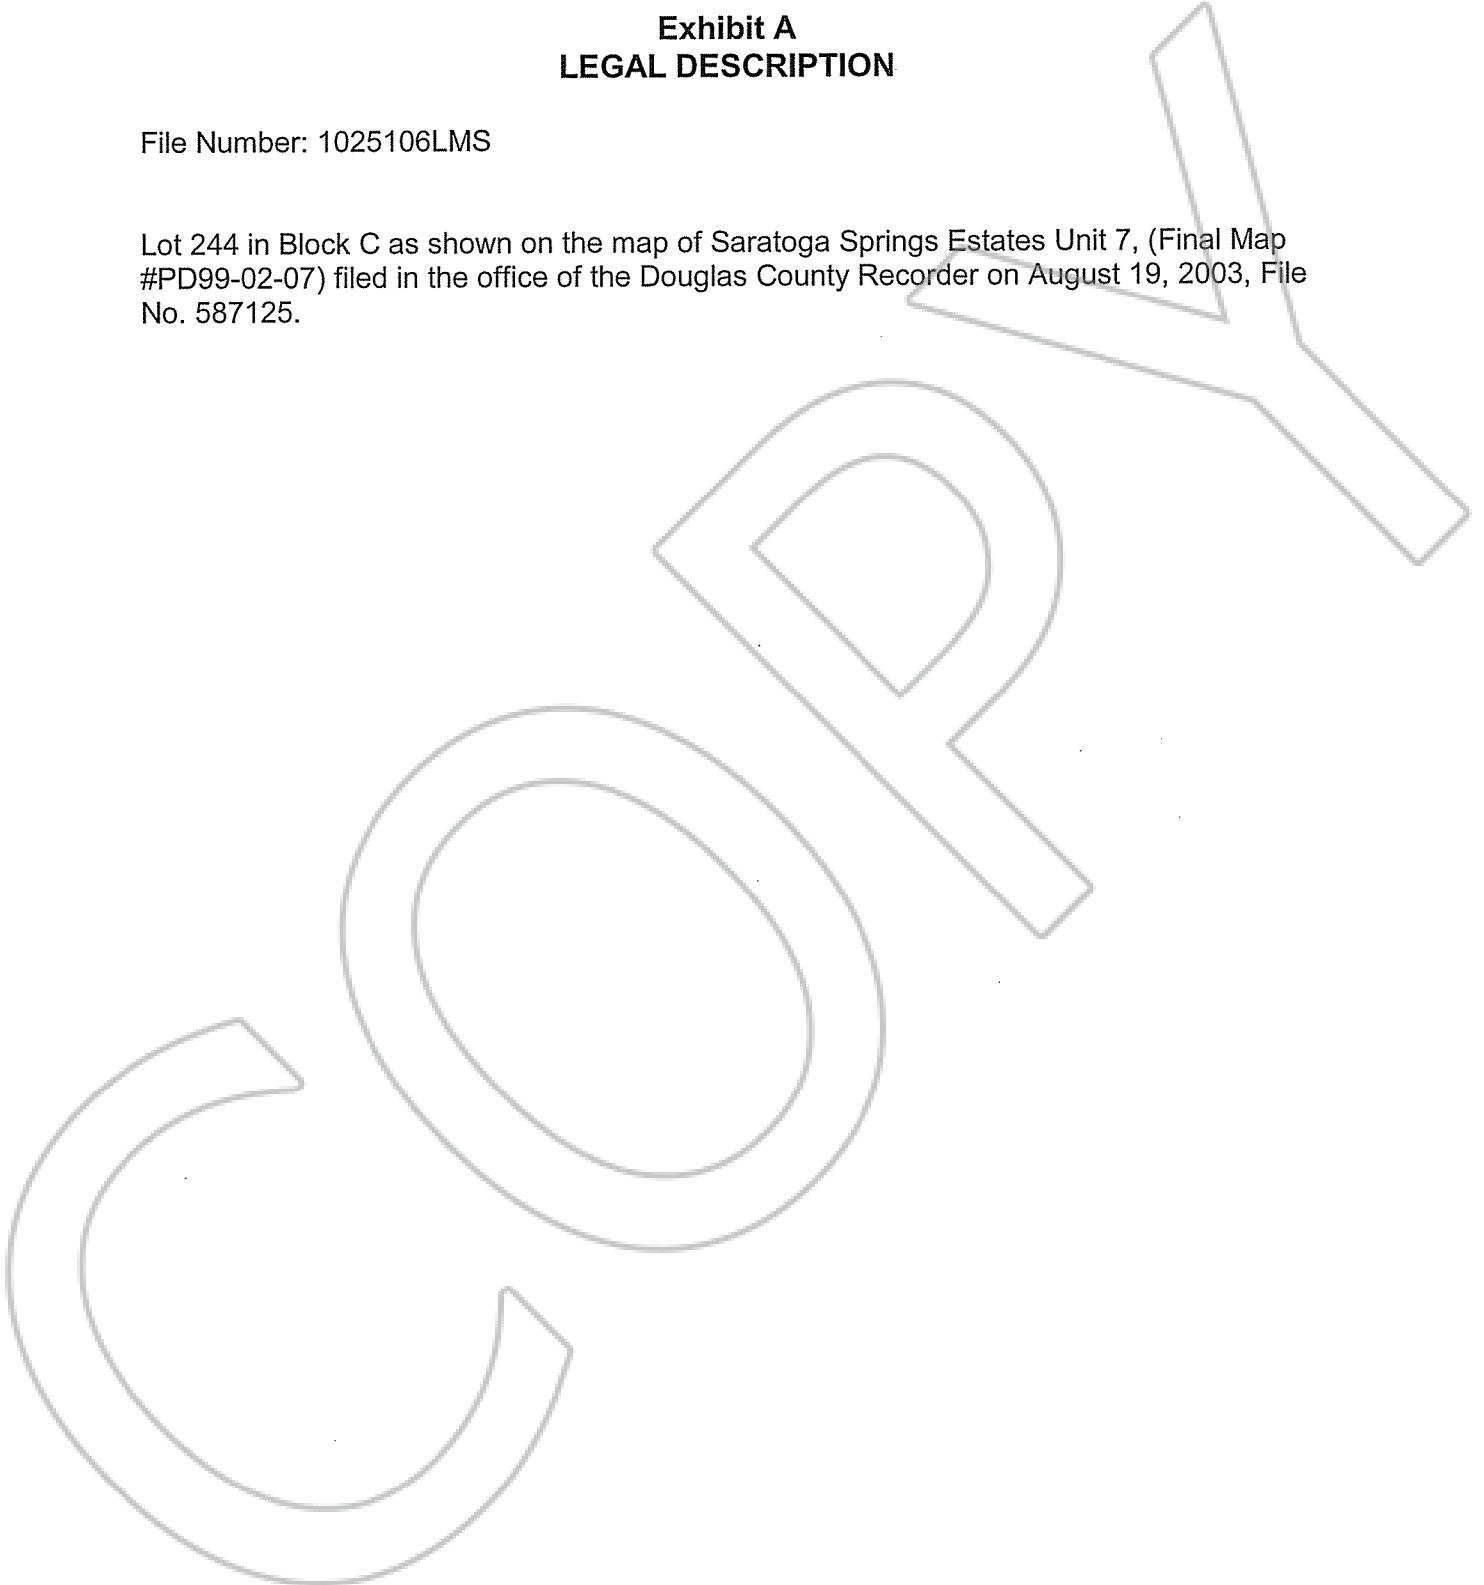 Exhibit A
LEGAL DESCRIPTION
File Number: 1025106LMS
Lot 244 in Block C as shown on the map of Saratoga Springs Estates Unit 7, (Final Map
#PD99-02-07) filed in the office of the Douglas County Recorder on August 19, 2003, File
No. 587125.
COPY